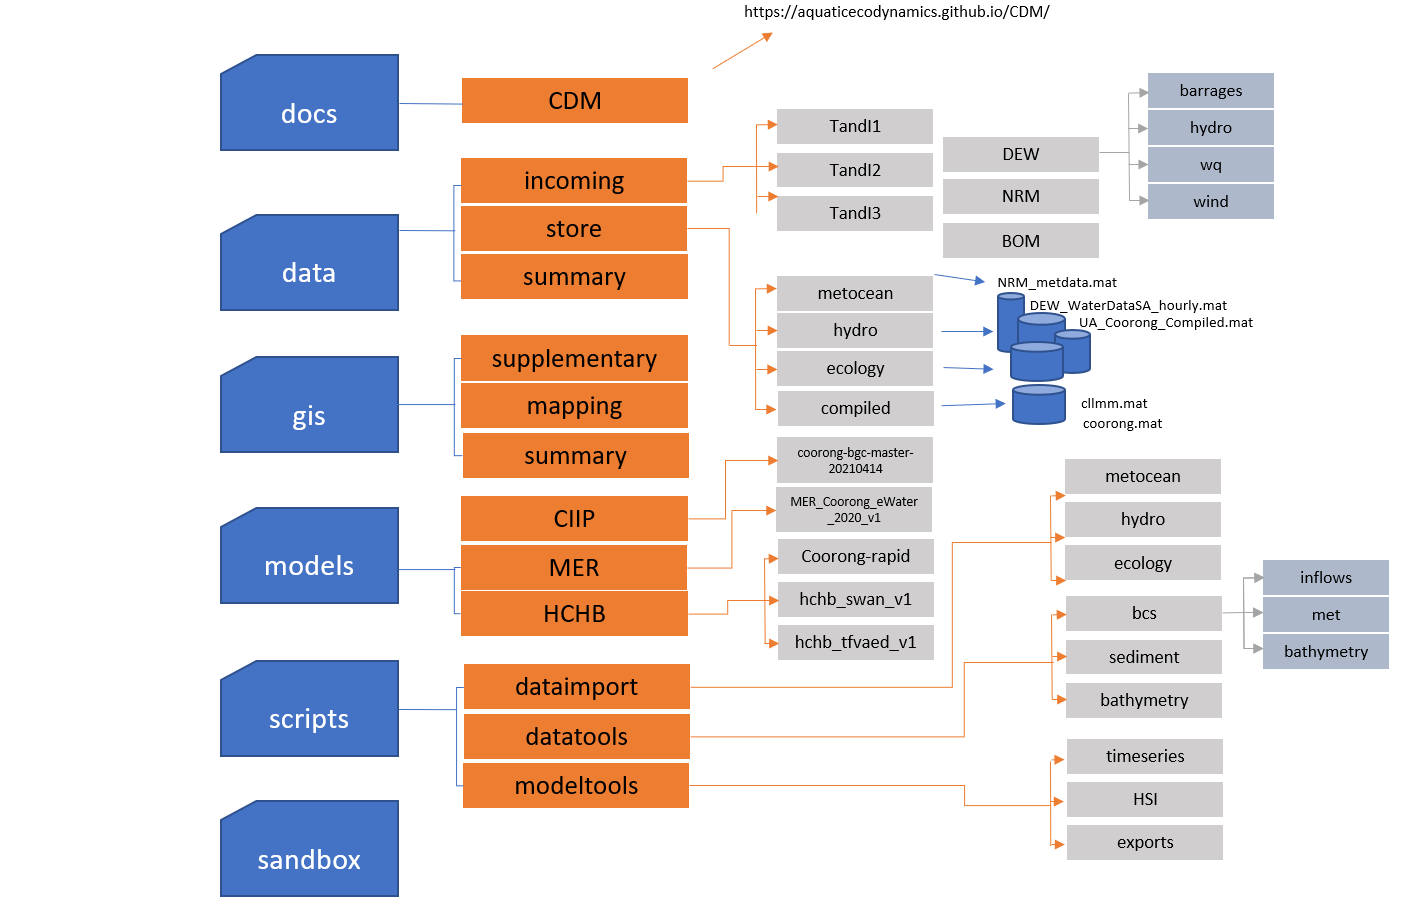 https://aquaticecodynamics.github.io/CDM/
docs
CDM
data
incoming
store
summary
TandI1
TandI2
TandI3
DEW
NRM
BOM
barrages
hydro
wq
wind
metocean
hydro
ecology
compiled
NRM_metdata.mat
DEW_WaterDataSA_hourly.mat
UA_Coorong_Compiled.mat
cllmm.mat
coorong.mat
gis
supplementary
mapping
summary
models
CIIP
MER
HCHB
coorong-bgc-master-
20210414
MER_Coorong_eWater
_2020_v1
Coorong-rapid
hchb_swan_v1
hchb_tfvaed_v1
scripts
dataimport
datatools
modeltools
metocean
hydro
ecology
bcs
sediment
bathymetry
inflows
met
bathymetry
timeseries
HSI
exports
sandbox